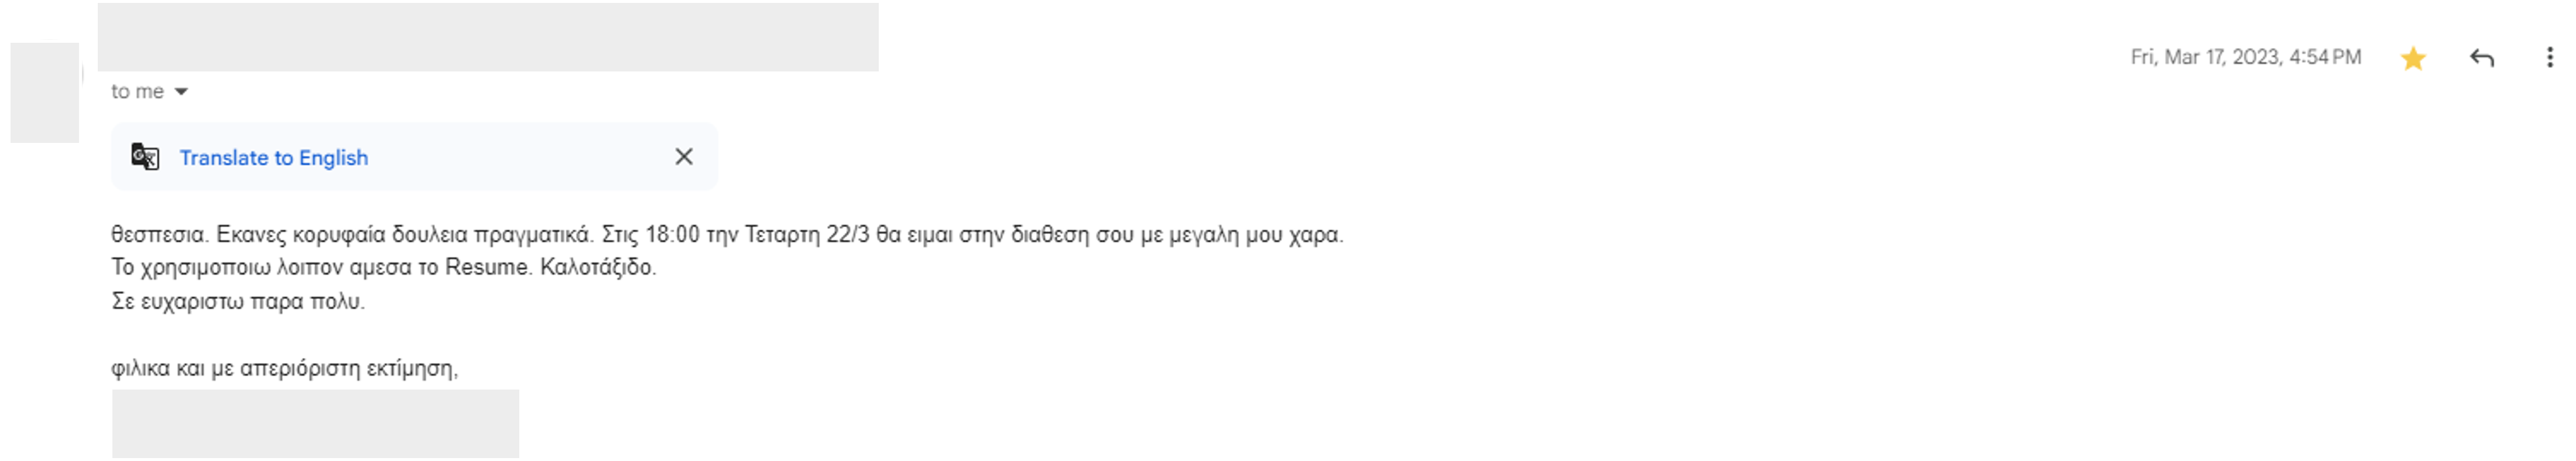 Fri, Mar 17, 2023, 4:54 PM
to me
Translate to English
θεσπεσια. Εκανες κορυφαία δουλεια πραγματικά. Στις 18:00 την Τεταρτη 22/3 θα ειμαι στην διαθεση σου με μεγαλη μου χαρα.
Το χρησιμοποιω λοιπον αμεσα το Resume. Καλοτάξιδο.
Σε ευχαριστω παρα πολυ.
φιλικα και με απεριόριστη εκτίμηση,